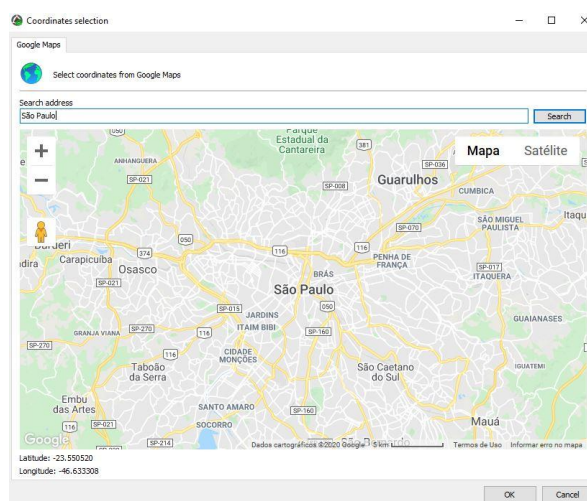 Coordinates selection
Google Maps
Select coordinates from Google Maps
Search address
São Paulo
Search
Mapa Satélite
050
Parque
Estadual da
Cantareira
381
ANHANGUERA
SP-036
SP-021
SP-008
Guarulhos
CUMBICA
SÃO MIGUEL
PAULISTA
SP-070
Barueri
050
Carapicuíba
374
116
116
PENHA DE
FRANÇA
Osasco
BRÁS
SP-017
ITAQUERA
SP-021
São Paulo
SP-015
JARDINS
050
GUAIANASES
GRANJA VIANA
SP-270
116
ITAIM BIBI
SP-160
SP-270
116
CIDADE
MONÇÕES
Taboão
da Serra
São Caetano
do Sul
IGUATEMI
Embu
das Artes
SANTO AMARO
SP-160
116
SP-021
SOCORRO
Mauá
SP-214
Google
Dados cartográficos ©2020 Google 5 km Termos de Uso Informar erro no mapa
Latitude: -23.550520
Longitude: -46.633308
OK Cancel